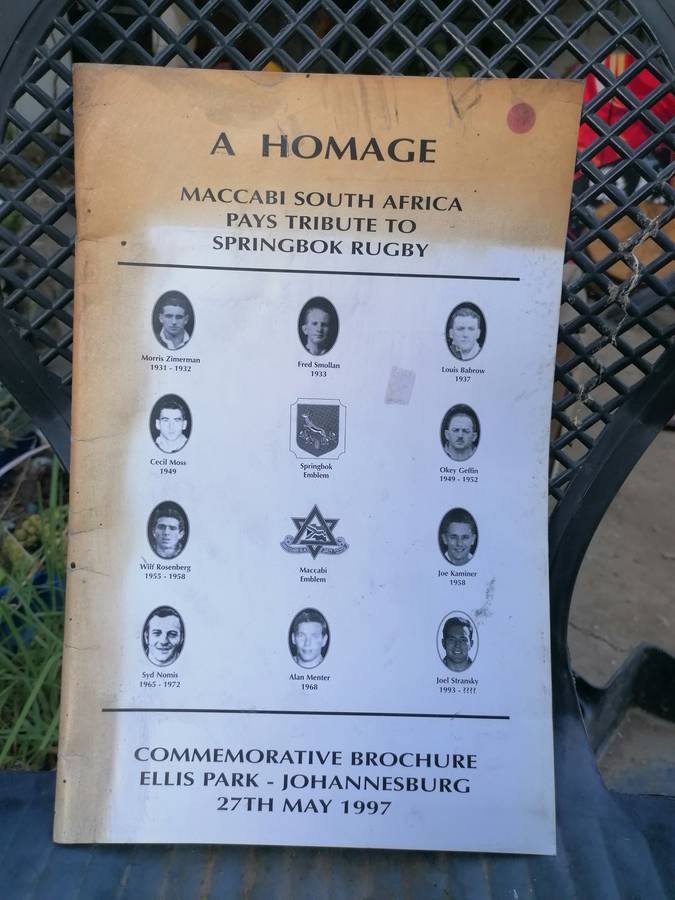 A HOMAGE
MACCABI SOUTH AFRICA
PAYS TRIBUTE TO
SPRINGBOK RUGBY
Morris Zimerman
1931 - 1932
Fred Smollan
1933
Louis Babrow
1937
Cecil Moss
1949
Springbok
Emblem
Okey Geffin
1949 - 1952
Wilf Rosenberg
1955 - 1958
Maccabi
Emblem
Joe Kaminer
1958
Syd Nomis
1965 - 1972
Alan Menter
1968
Joel Stransky
1993 - ????
COMMEMORATIVE BROCHURE
ELLIS PARK - JOHANNESBURG
27TH MAY 1997